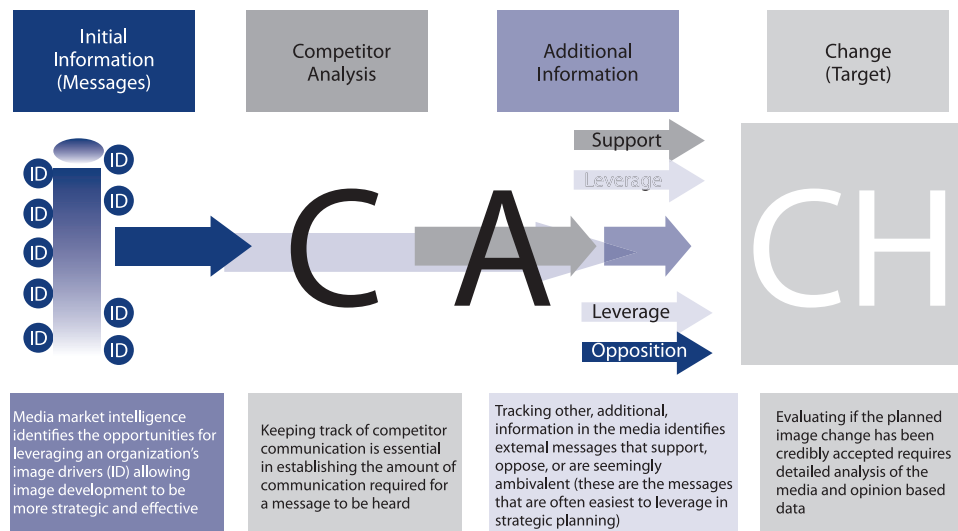 Initial
Information
(Messages)
Competitor
Analysis
Additional
Information
Change
(Target)
ID
ID
ID
ID
ID
ID
ID
ID
ID
C
A
Support
Leverage
Leverage
Opposition
CH
Media market intelligence
identifies the opportunities for
leveraging an organization's
image drivers (ID) allowing
image development to be
more strategic and effective
Keeping track of competitor
communication is essential
in establishing the amount of
communication required for
a message to be heard
Tracking other, additional,
information in the media identifies
external messages that support,
oppose, or are seemingly
ambivalent (these are the messages
that are often easiest to leverage in
strategic planning)
Evaluating if the planned
image change has been
credibly accepted requires
detailed analysis of the
media and opinion based
data